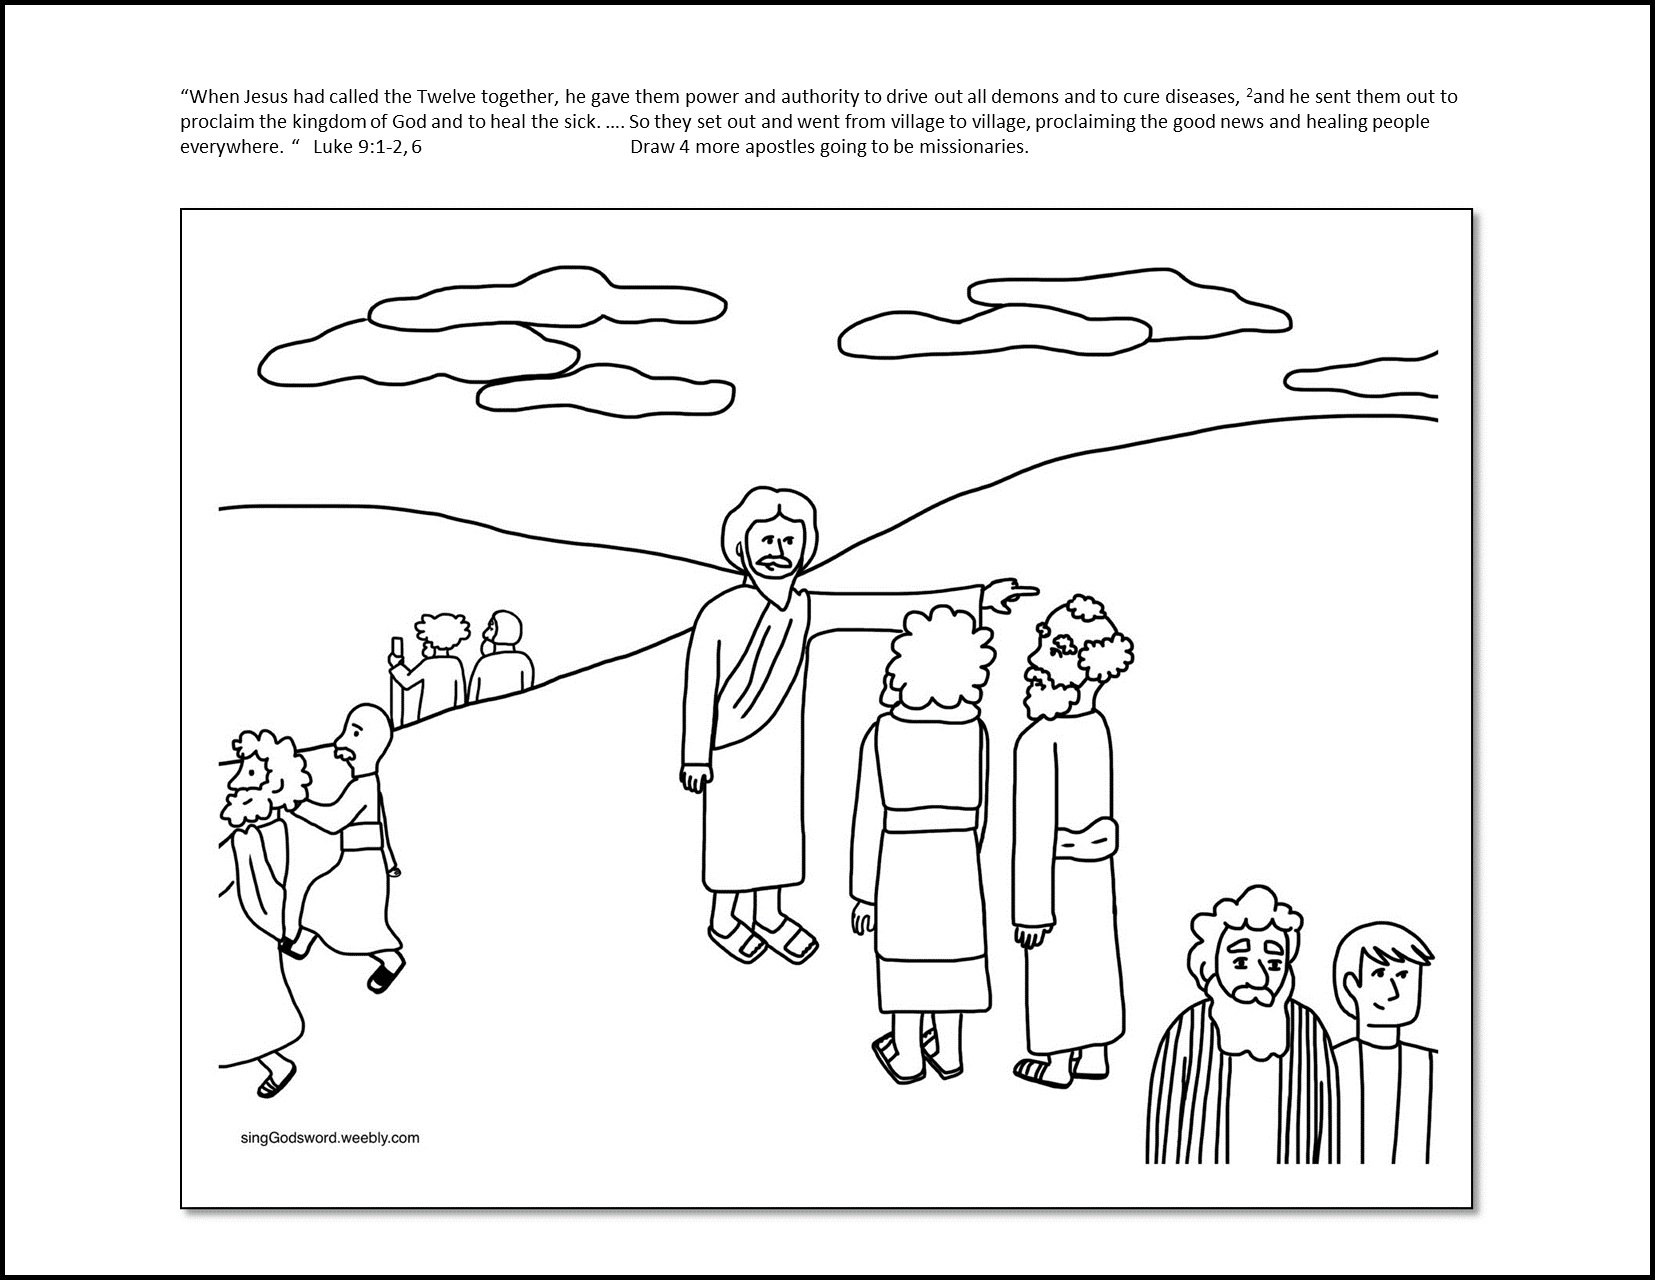 “When Jesus had called the Twelve together, he gave them power and authority to drive out all demons and to cure diseases, ²and he sent them out to
proclaim the kingdom of God and to heal the sick. .... So they set out and went from village to village, proclaiming the good news and healing people
everywhere. “ Luke 9:1-2, 6 Draw 4 more apostles going to be missionaries.
singGodsword.weebly.com